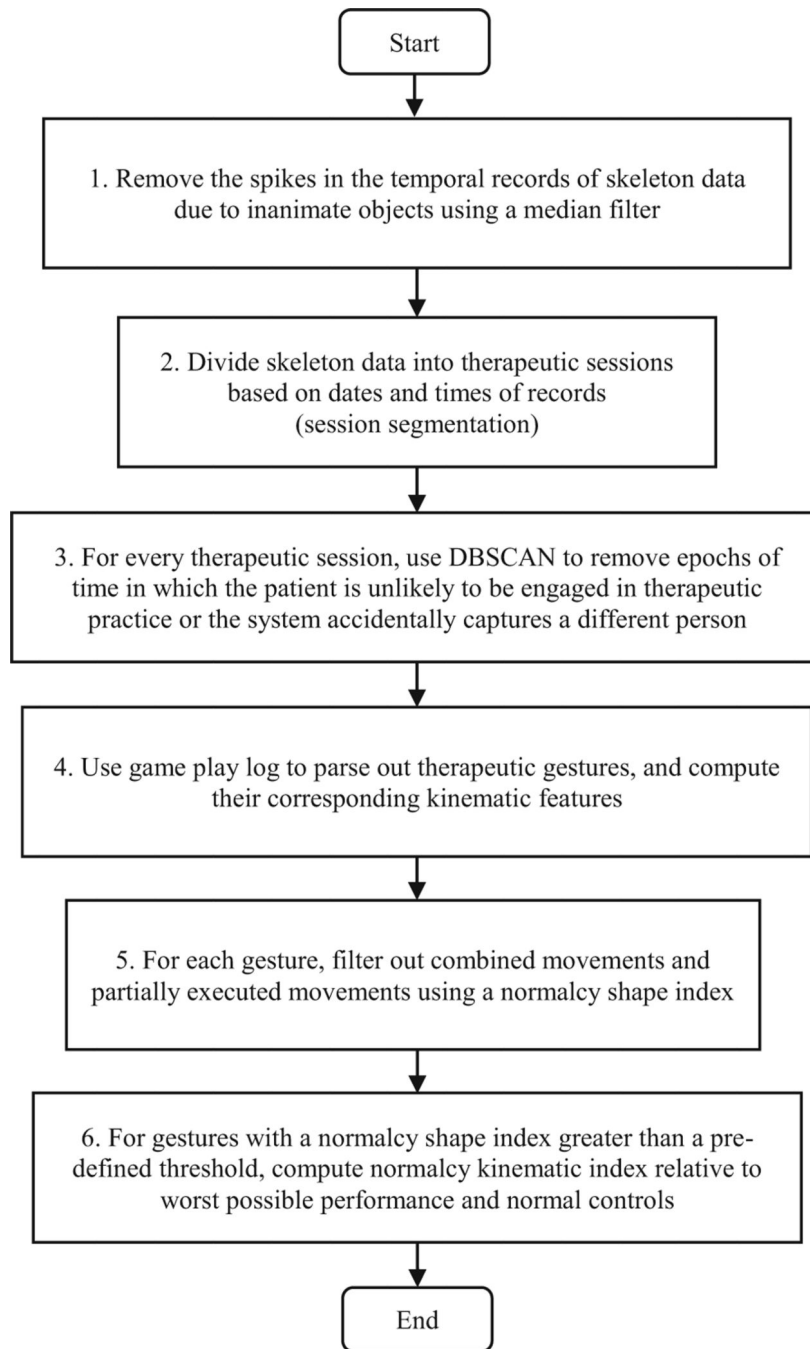 Start
1. Remove the spikes in the temporal records of skeleton data
due to inanimate objects using a median filter
2. Divide skeleton data into therapeutic sessions
based on dates and times of records
(session segmentation)
3. For every therapeutic session, use DBSCAN to remove epochs of
time in which the patient is unlikely to be engaged in therapeutic
practice or the system accidentally captures a different person
4. Use game play log to parse out therapeutic gestures, and compute
their corresponding kinematic features
5. For each gesture, filter out combined movements and
partially executed movements using a normalcy shape index
6. For gestures with a normalcy shape index greater than a pre-
defined threshold, compute normalcy kinematic index relative to
worst possible performance and normal controls
End